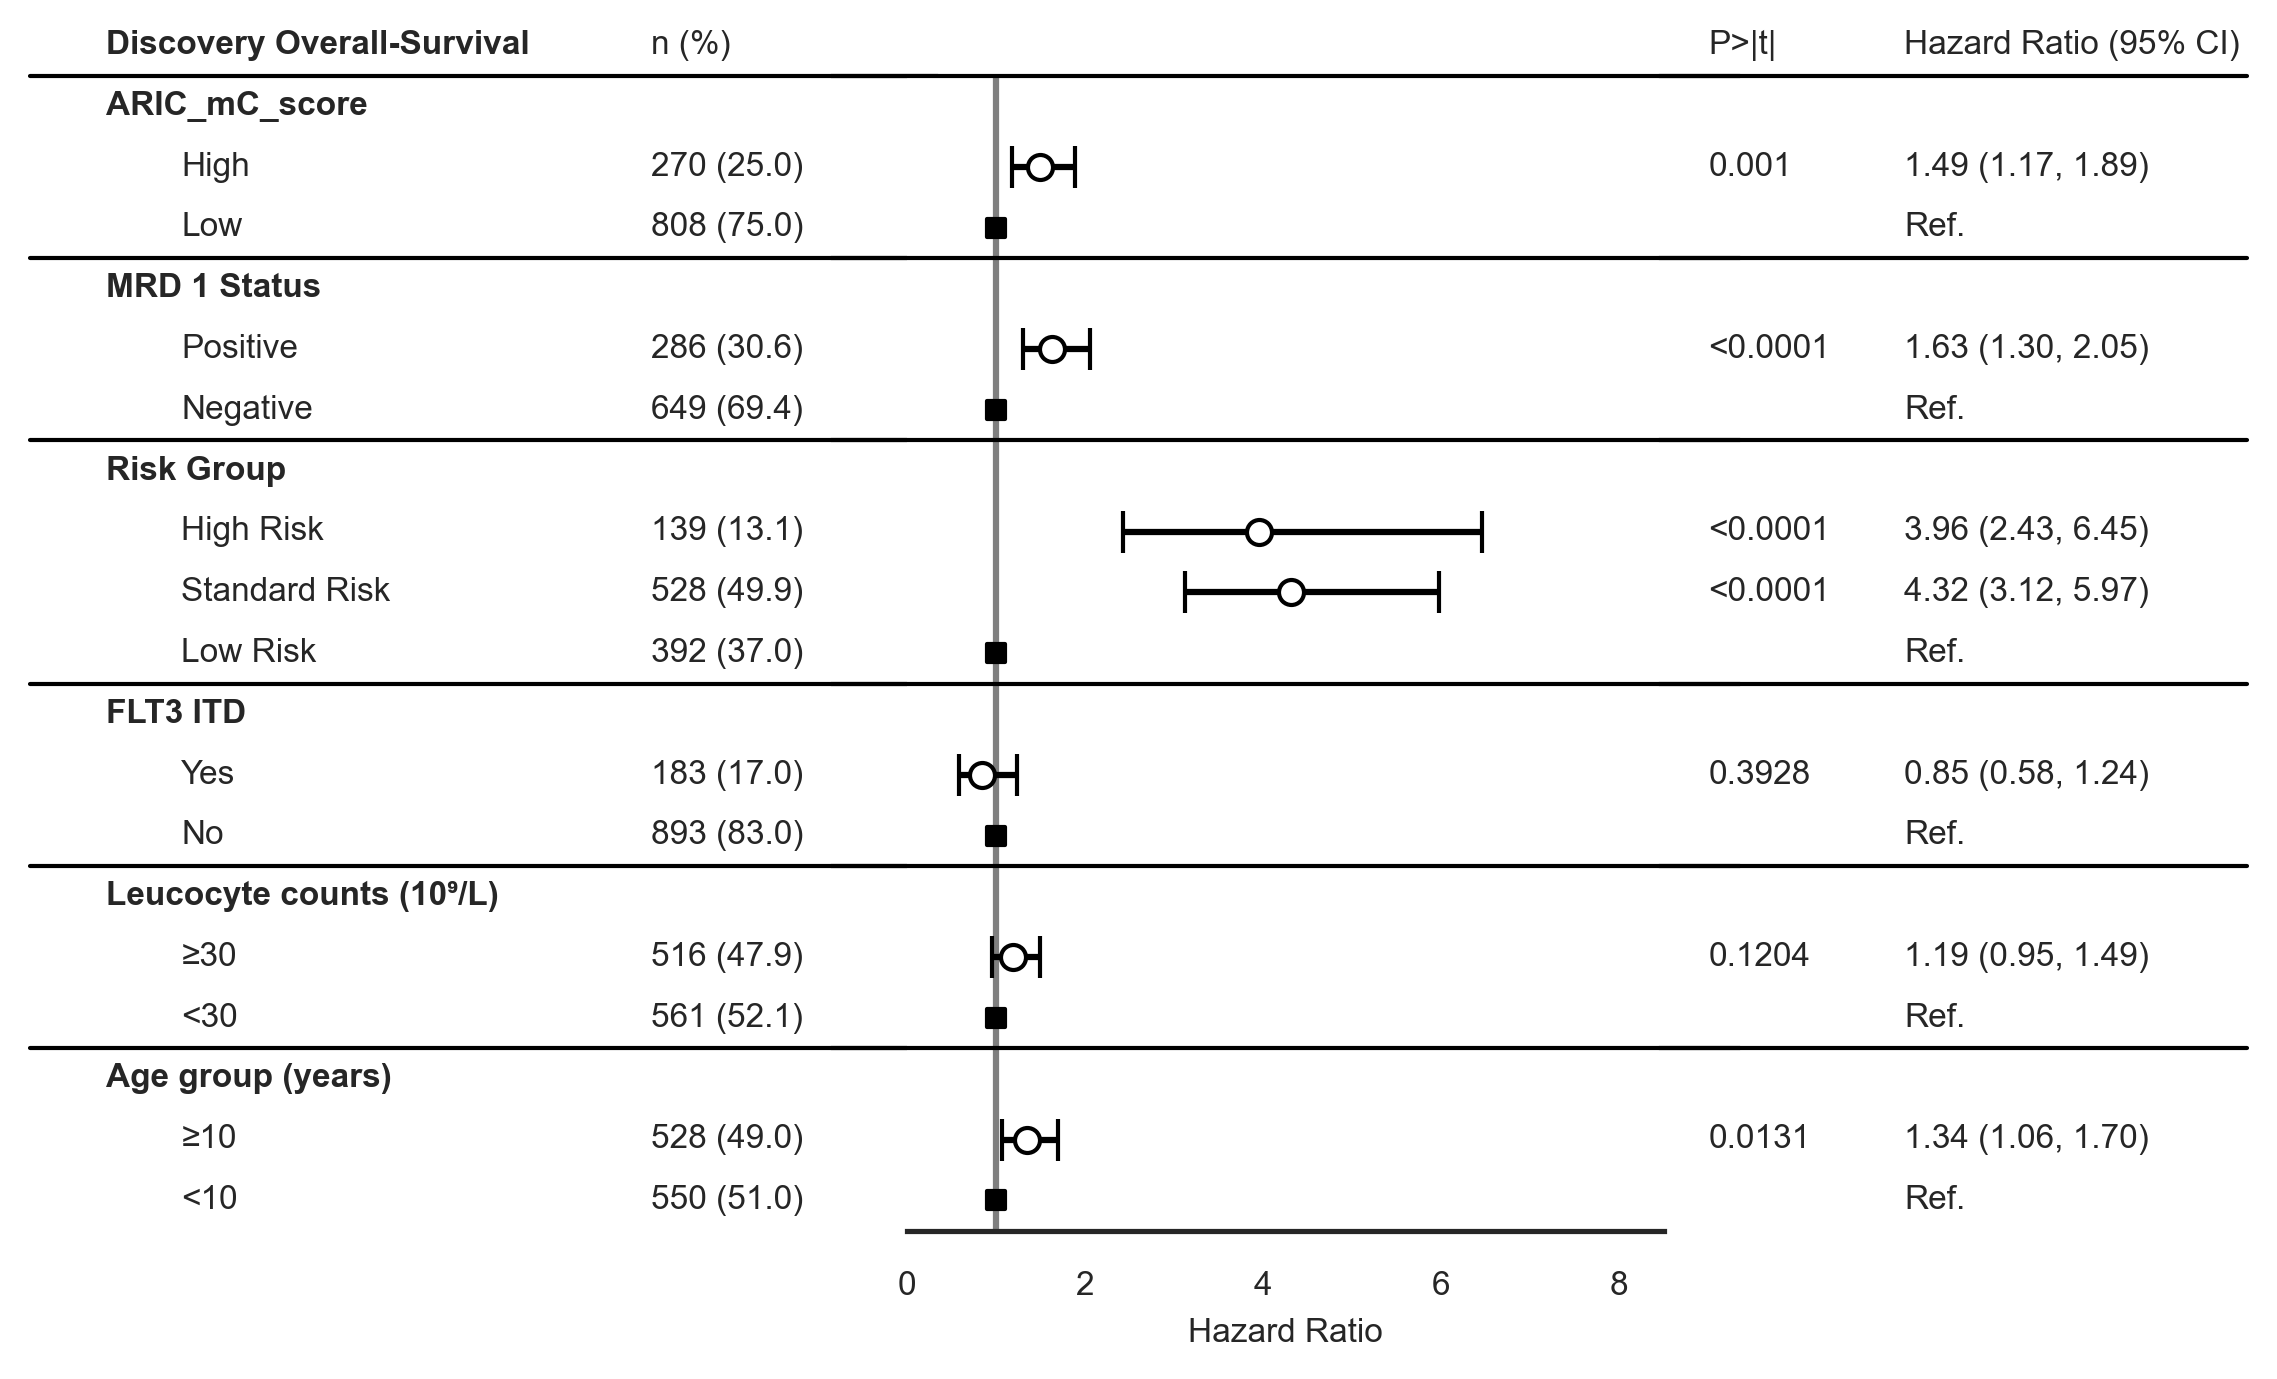 Discovery Overall-Survival n (%) P>|t| Hazard Ratio (95% CI)
ARIC_mC_score
High 270 (25.0) 0.001 1.49 (1.17, 1.89)
Low 808 (75.0) Ref.
MRD 1 Status
Positive 286 (30.6) <0.0001 1.63 (1.30, 2.05)
Negative 649 (69.4) Ref.
Risk Group
High Risk 139 (13.1) <0.0001 3.96 (2.43, 6.45)
Standard Risk 528 (49.9) <0.0001 4.32 (3.12, 5.97)
Low Risk 392 (37.0) Ref.
FLT3 ITD
Yes 183 (17.0) 0.3928 0.85 (0.58, 1.24)
No 893 (83.0) Ref.
Leucocyte counts (10⁹/L)
≥30 516 (47.9) 0.1204 1.19 (0.95, 1.49)
<30 561 (52.1) Ref.
Age group (years)
≥10 528 (49.0) 0.0131 1.34 (1.06, 1.70)
<10 550 (51.0) Ref.
0 2 4 6 8
Hazard Ratio